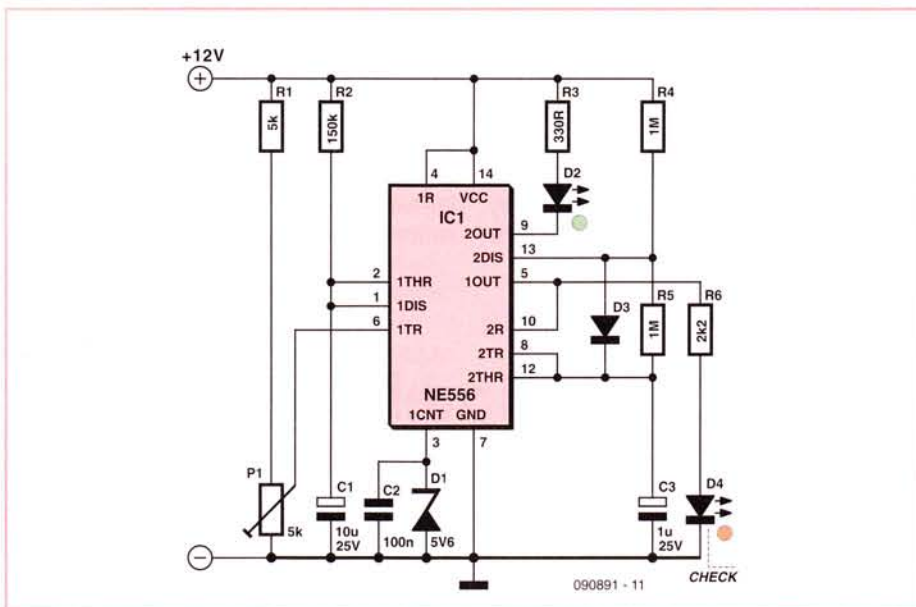 +12V
R1
5k
R2
150k
R3
330R
R4
1M
4
14
1R
VCC
IC1
D2
2OUT
9
2DIS
13
1OUT
5
2
1THR
1
1DIS
6
1TR
D3
R5
1M
R6
2k2
2R
10
2TR
8
2THR
12
NE556
1CNT
GND
3
7
P1
5k
C1
10u
25V
C2
100n
D1
5V6
C3
1u
25V
D4
CHECK
090891 - 11